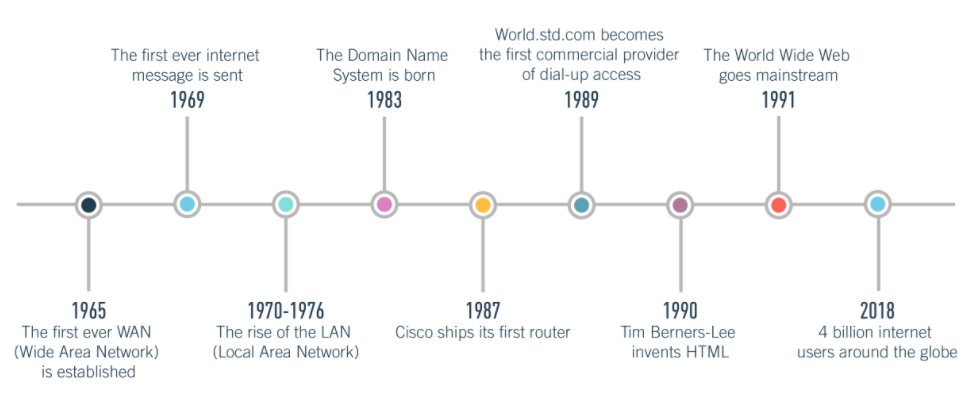 The first ever internet
message is sent
1969
The Domain Name
System is born
1983
World.std.com becomes
the first commercial provider
of dial-up access
1989
The World Wide Web
goes mainstream
1991
1965
The first ever WAN
(Wide Area Network)
is established
1970-1976
The rise of the LAN
(Local Area Network)
1987
Cisco ships its first router
1990
Tim Berners-Lee
invents HTML
2018
4 billion internet
users around the globe